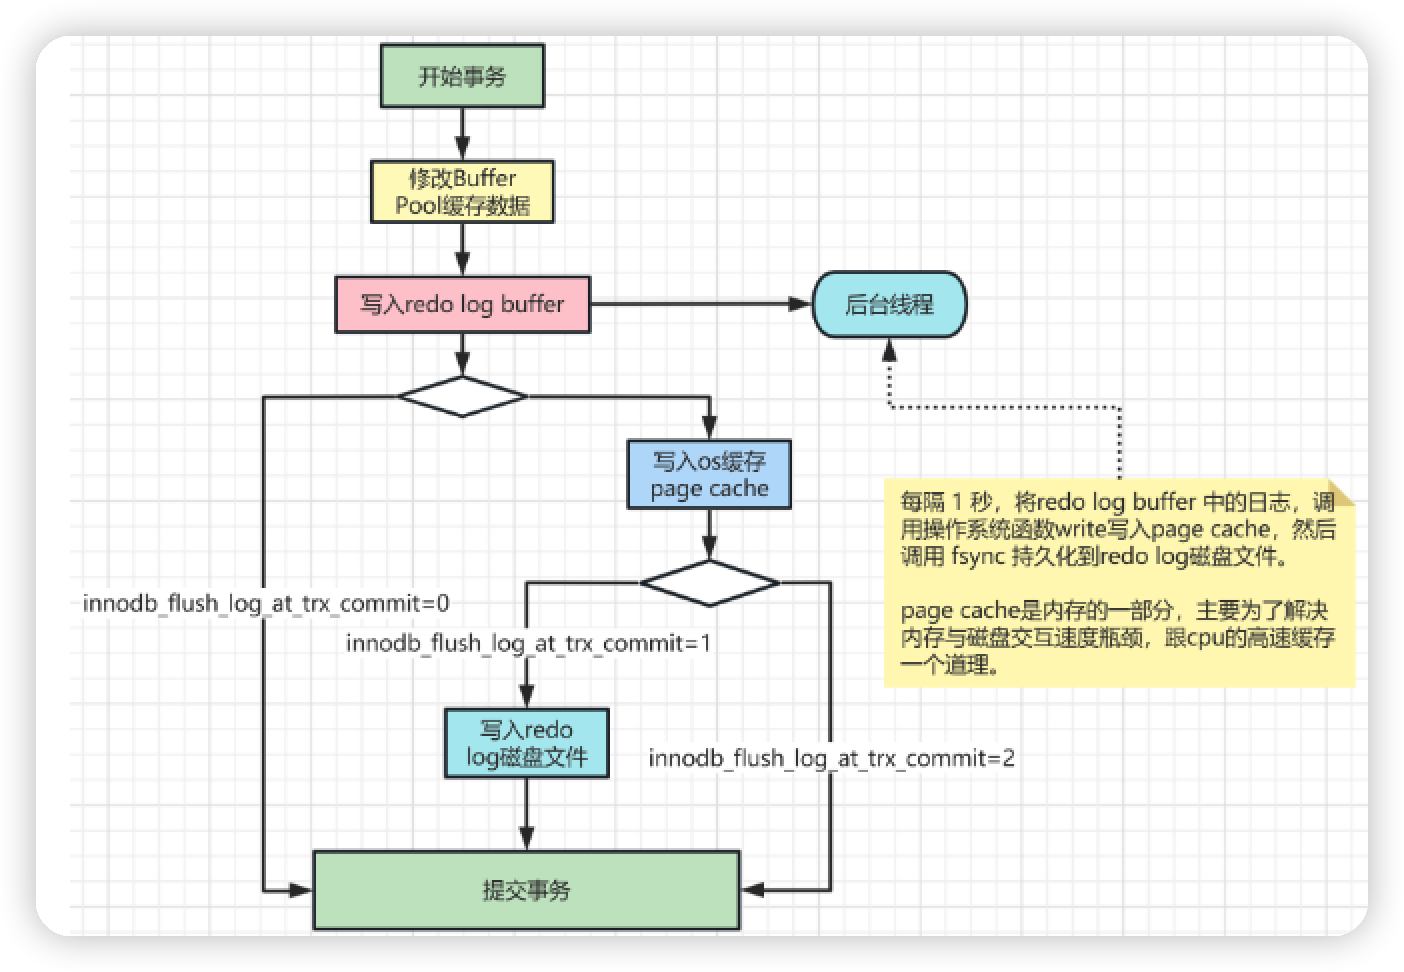 开始事务
修改Buffer
Pool缓存数据
写入redo log buffer
后台线程
写入os缓存
page cache
每隔 1 秒，将redo log buffer 中的日志，调
用操作系统函数write写入page cache，然后
调用 fsync 持久化到redo log磁盘文件。
page cache是内存的一部分，主要为了解决
内存与磁盘交互速度瓶颈，跟cpu的高速缓存
一个道理。
innodb_flush_log_at_trx_commit=0
innodb_flush_log_at_trx_commit=1
写入redo
log磁盘文件
innodb_flush_log_at_trx_commit=2
提交事务